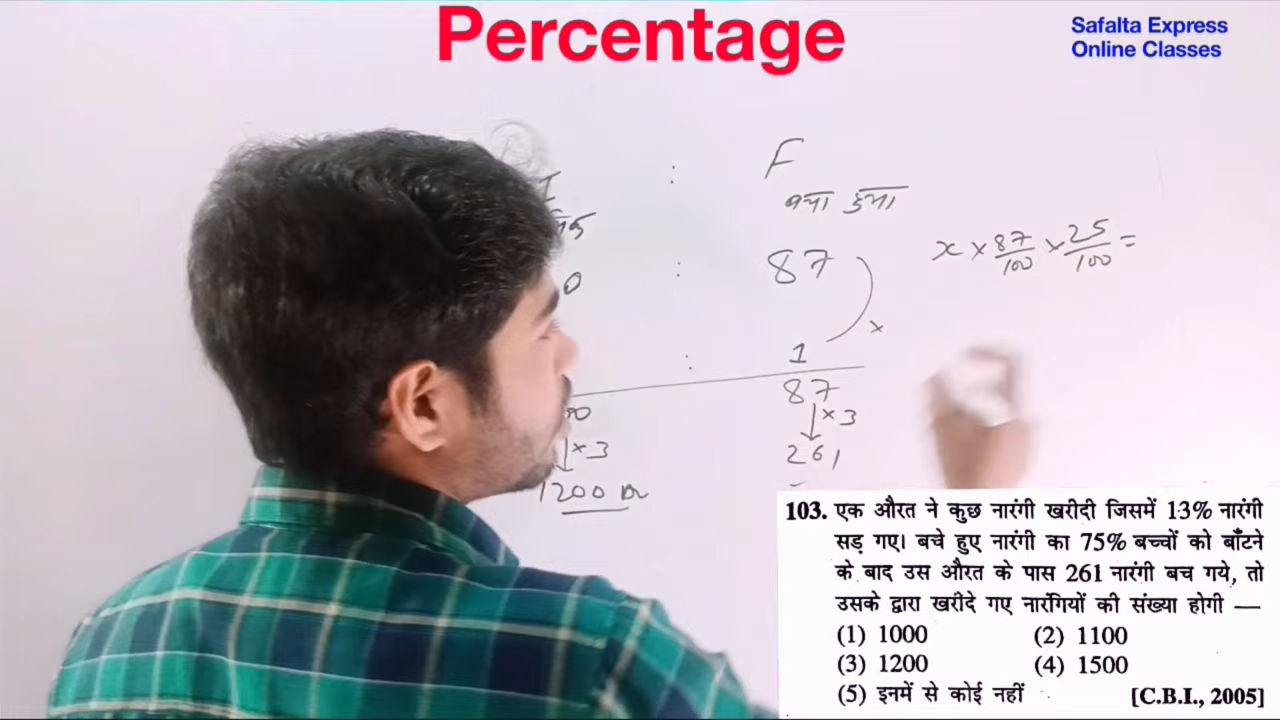 Percentage
Safalta Express
Online Classes
I : F
बचा हुआ
0 : 87
x × 87/100 × 25/100 =
: 1
×
00 87
×3 ×3
1200 261
103. एक औरत ने कुछ नारंगी खरीदी जिसमें 13% नारंगी
सड़ गए। बचे हुए नारंगी का 75% बच्चों को बाँटने
के बाद उस औरत के पास 261 नारंगी बच गये, तो
उसके द्वारा खरीदे गए नारंगियों की संख्या होगी —
(1) 1000 (2) 1100
(3) 1200 (4) 1500
(5) इनमें से कोई नहीं [C.B.I., 2005]